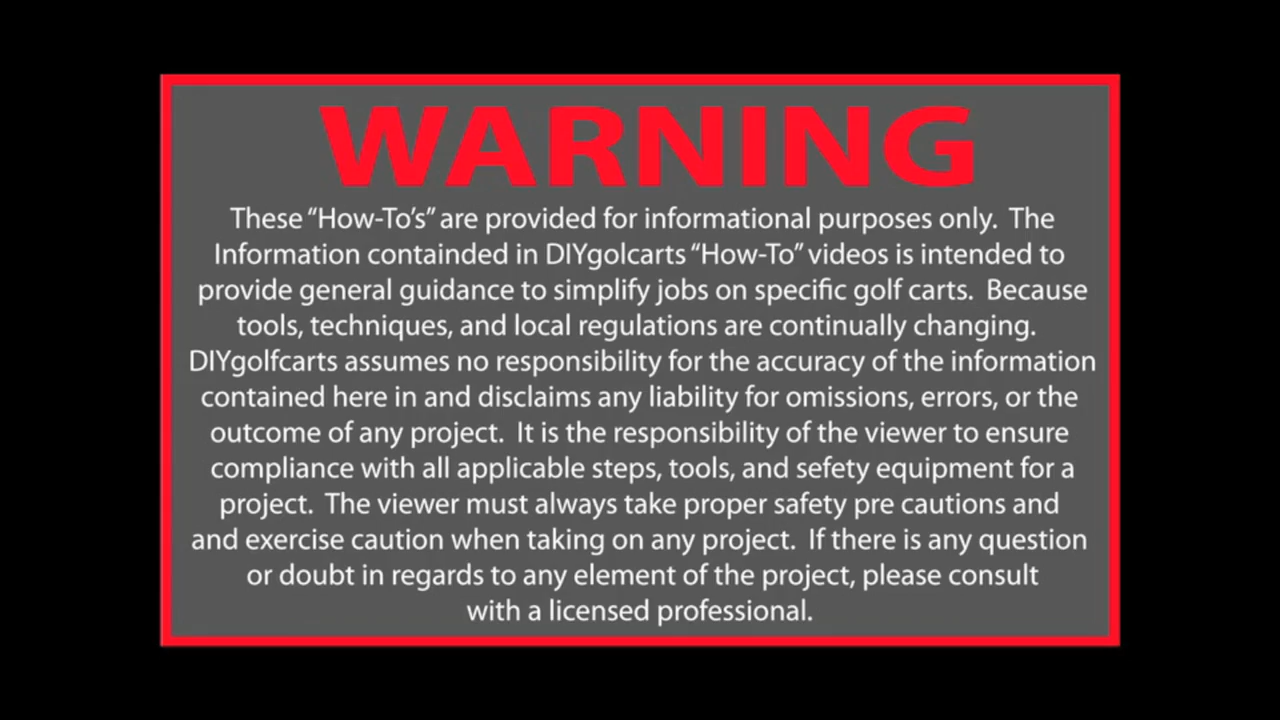 WARNING
These “How-To’s” are provided for informational purposes only. The
Information containded in DIYgolcarts “How-To” videos is intended to
provide general guidance to simplify jobs on specific golf carts. Because
tools, techniques, and local regulations are continually changing.
DIYgolfcarts assumes no responsibility for the accuracy of the information
contained here in and disclaims any liability for omissions, errors, or the
outcome of any project. It is the responsibility of the viewer to ensure
compliance with all applicable steps, tools, and sefety equipment for a
project. The viewer must always take proper safety pre cautions and
and exercise caution when taking on any project. If there is any question
or doubt in regards to any element of the project, please consult
with a licensed professional.